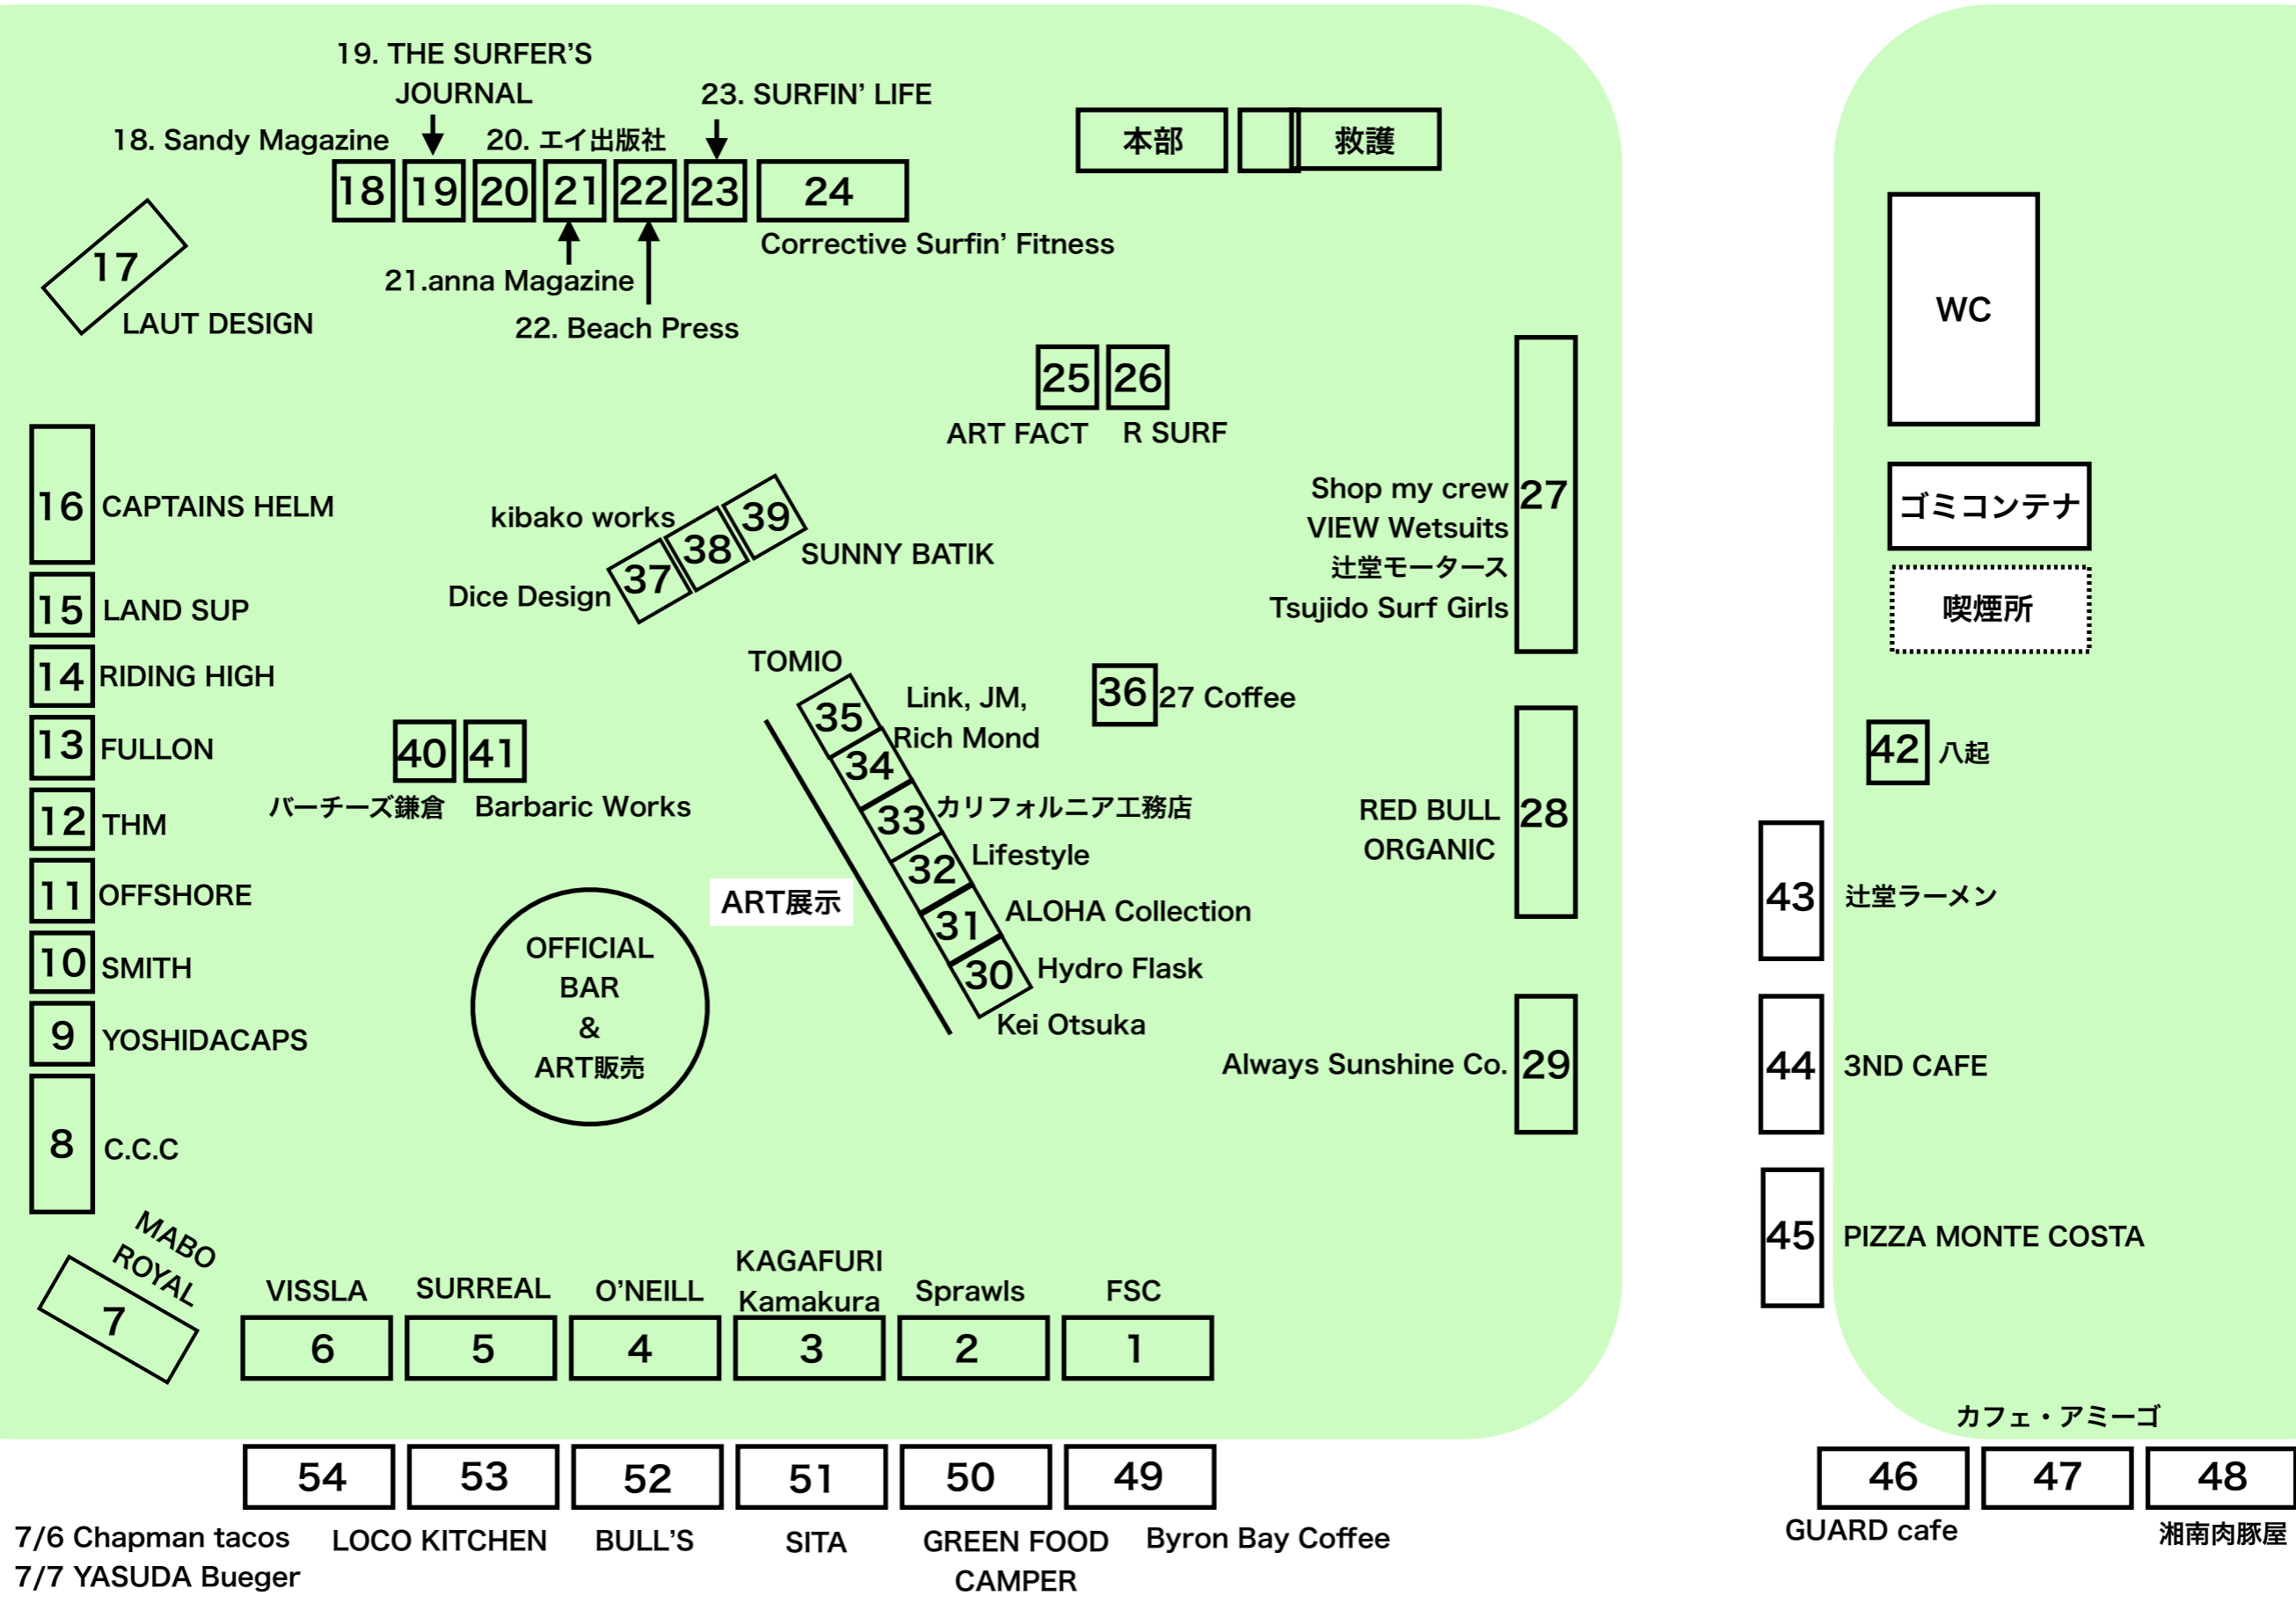 19. THE SURFER’S
JOURNAL
23. SURFIN’ LIFE
18. Sandy Magazine
20. エイ出版社
本部
救護
18
19
20
21
22
23
24
Corrective Surfin’ Fitness
17
21.anna Magazine
LAUT DESIGN
22. Beach Press
WC
25
26
ART FACT
R SURF
16
CAPTAINS HELM
kibako works
39
38
37
SUNNY BATIK
Dice Design
Shop my crew
VIEW Wetsuits
辻堂モータース
Tsujido Surf Girls
27
ゴミコンテナ
喫煙所
15
LAND SUP
14
RIDING HIGH
13
FULLON
12
THM
11
OFFSHORE
10
SMITH
9
YOSHIDACAPS
8
C.C.C
40
41
バーチーズ鎌倉
Barbaric Works
TOMIO
35
Link, JM,
Rich Mond
34
33
カリフォルニア工務店
32
Lifestyle
31
ALOHA Collection
30
Hydro Flask
Kei Otsuka
36
27 Coffee
ART展示
OFFICIAL
BAR
&
ART販売
RED BULL
ORGANIC
28
Always Sunshine Co.
29
42
八起
43
辻堂ラーメン
44
3ND CAFE
45
PIZZA MONTE COSTA
MABO
ROYAL
7
VISSLA
SURREAL
O’NEILL
KAGAFURI
Kamakura
Sprawls
FSC
6
5
4
3
2
1
カフェ・アミーゴ
54
53
52
51
50
49
46
47
48
7/6 Chapman tacos
7/7 YASUDA Bueger
LOCO KITCHEN
BULL’S
SITA
GREEN FOOD
CAMPER
Byron Bay Coffee
GUARD cafe
湘南肉豚屋